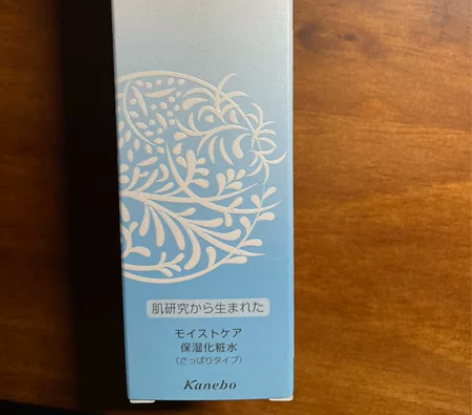 肌研究から生まれた
モイストケア
保湿化粧水
（さっぱりタイプ）
Kanebo